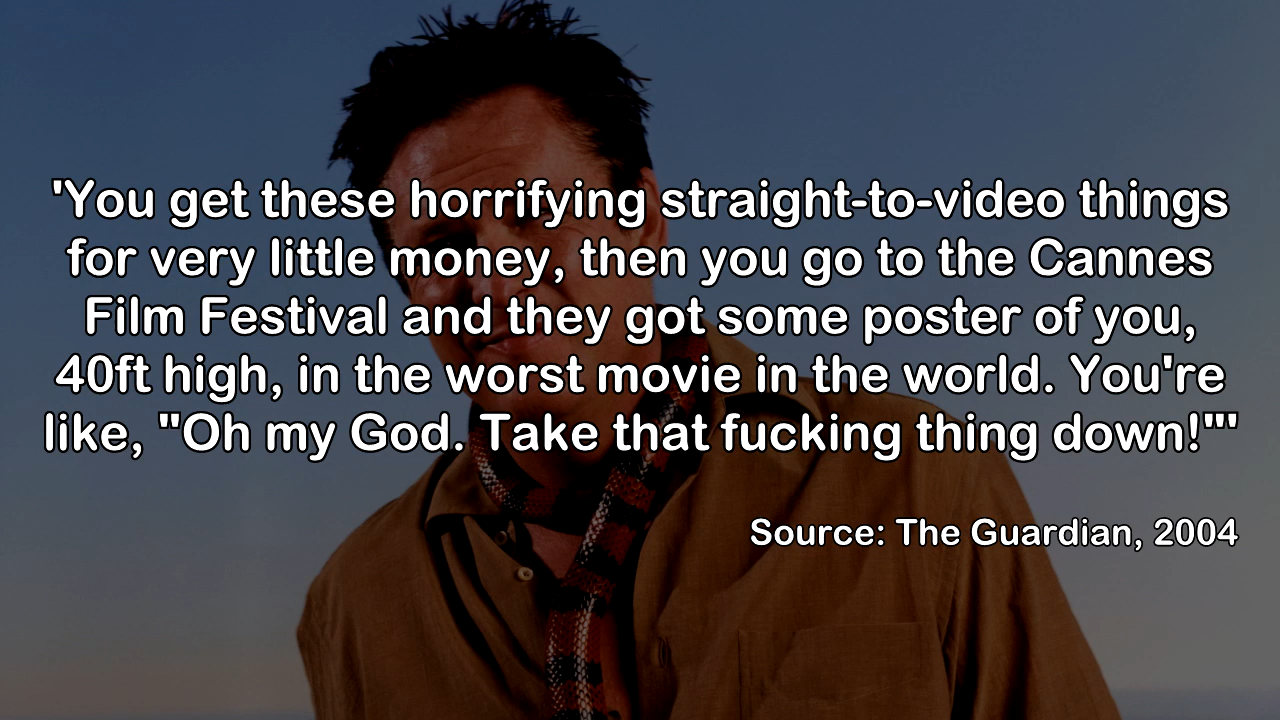 'You get these horrifying straight-to-video things
for very little money, then you go to the Cannes
Film Festival and they got some poster of you,
40ft high, in the worst movie in the world. You're
like, "Oh my God. Take that fucking thing down!"'
Source: The Guardian, 2004